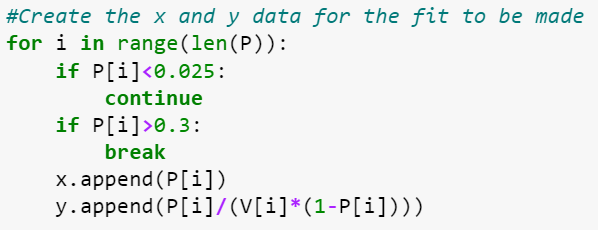 #Create the x and y data for the fit to be made
for i in range(len(P)):
    if P[i]<0.025:
        continue
    if P[i]>0.3:
        break
    x.append(P[i])
    y.append(P[i]/(V[i]*(1-P[i])))